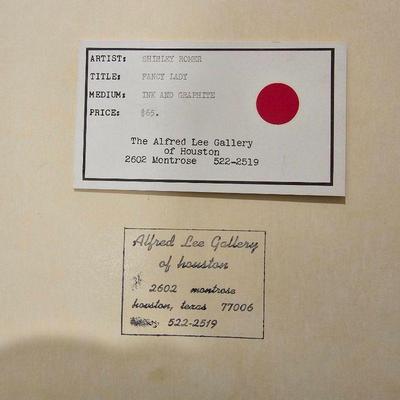 ARTIST: SHIRLEY ROMER
TITLE: FANCY LADY
MEDIUM: INK AND GRAPHITE
PRICE: $65.
The Alfred Lee Gallery
of Houston
2602 Montrose 522-2519
Alfred Lee Gallery
of houston
2602 montrose
houston, texas 77006
522-2519